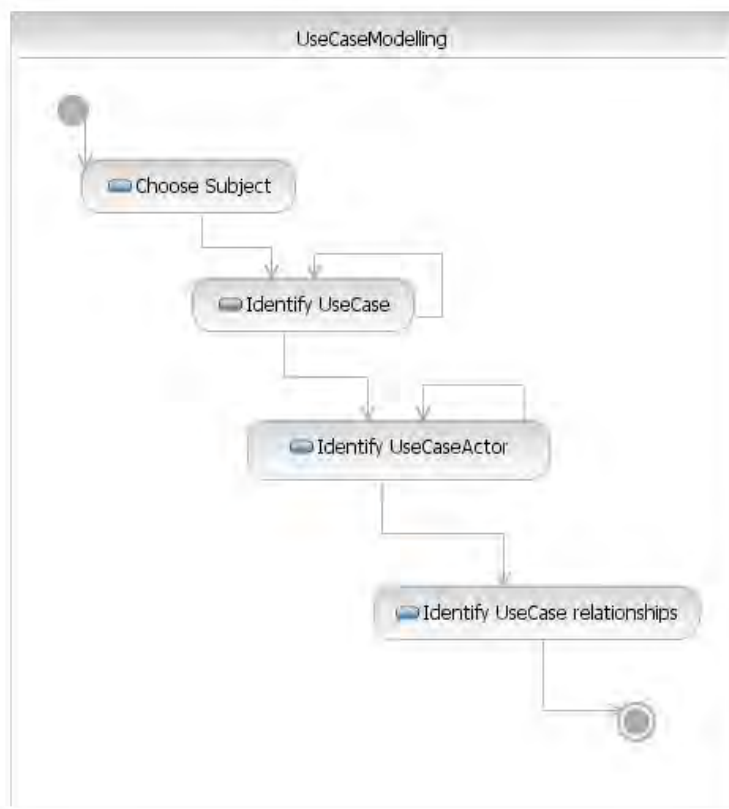 UseCaseModelling
Choose Subject
Identify UseCase
Identify UseCaseActor
Identify UseCase relationships